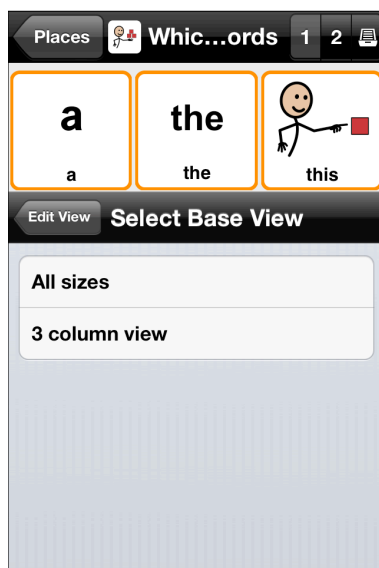 Places Whic...ords 1 2
a the
a the this
Edit View Select Base View
All sizes
3 column view